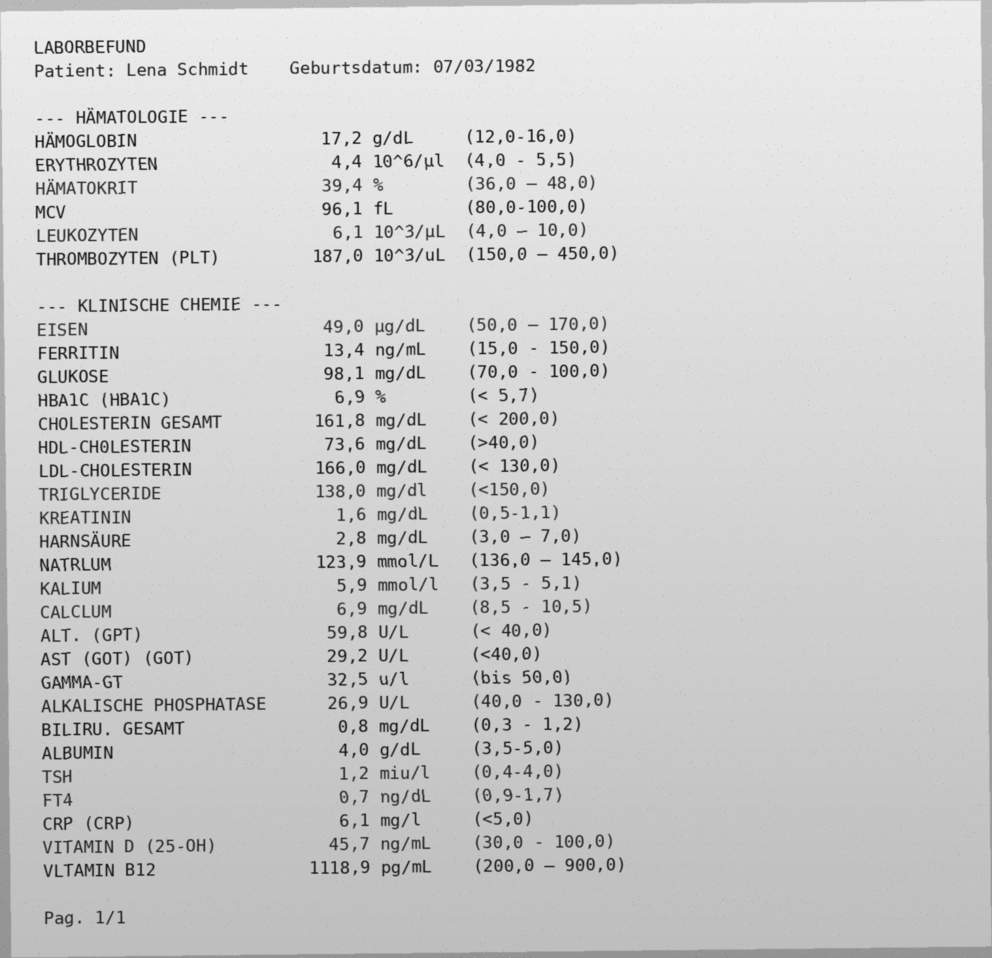 LABORBEFUND
Patient: Lena Schmidt    Geburtsdatum: 07/03/1982
--- HÄMATOLOGIE ---
HÄMOGLOBIN 17,2 g/dL (12,0-16,0)
ERYTHROZYTEN 4,4 10^6/µl (4,0 - 5,5)
HÄMATOKRIT 39,4 % (36,0 – 48,0)
MCV 96,1 fL (80,0-100,0)
LEUKOZYTEN 6,1 10^3/µL (4,0 – 10,0)
THROMBOZYTEN (PLT) 187,0 10^3/uL (150,0 – 450,0)
--- KLINISCHE CHEMIE ---
EISEN 49,0 µg/dL (50,0 – 170,0)
FERRITIN 13,4 ng/mL (15,0 - 150,0)
GLUKOSE 98,1 mg/dL (70,0 - 100,0)
HBA1C (HBA1C) 6,9 % (< 5,7)
CHOLESTERIN GESAMT 161,8 mg/dL (< 200,0)
HDL-CH0LESTERIN 73,6 mg/dL (>40,0)
LDL-CHOLESTERIN 166,0 mg/dL (< 130,0)
TRIGLYCERIDE 138,0 mg/dl (<150,0)
KREATININ 1,6 mg/dL (0,5-1,1)
HARNSÄURE 2,8 mg/dL (3,0 – 7,0)
NATRLUM 123,9 mmol/L (136,0 – 145,0)
KALIUM 5,9 mmol/l (3,5 - 5,1)
CALCLUM 6,9 mg/dL (8,5 - 10,5)
ALT. (GPT) 59,8 U/L (< 40,0)
AST (GOT) (GOT) 29,2 U/L (<40,0)
GAMMA-GT 32,5 u/l (bis 50,0)
ALKALISCHE PHOSPHATASE 26,9 U/L (40,0 - 130,0)
BILIRU. GESAMT 0,8 mg/dL (0,3 - 1,2)
ALBUMIN 4,0 g/dL (3,5-5,0)
TSH 1,2 miu/l (0,4-4,0)
FT4 0,7 ng/dL (0,9-1,7)
CRP (CRP) 6,1 mg/l (<5,0)
VITAMIN D (25-OH) 45,7 ng/mL (30,0 - 100,0)
VLTAMIN B12 1118,9 pg/mL (200,0 – 900,0)
Pag. 1/1